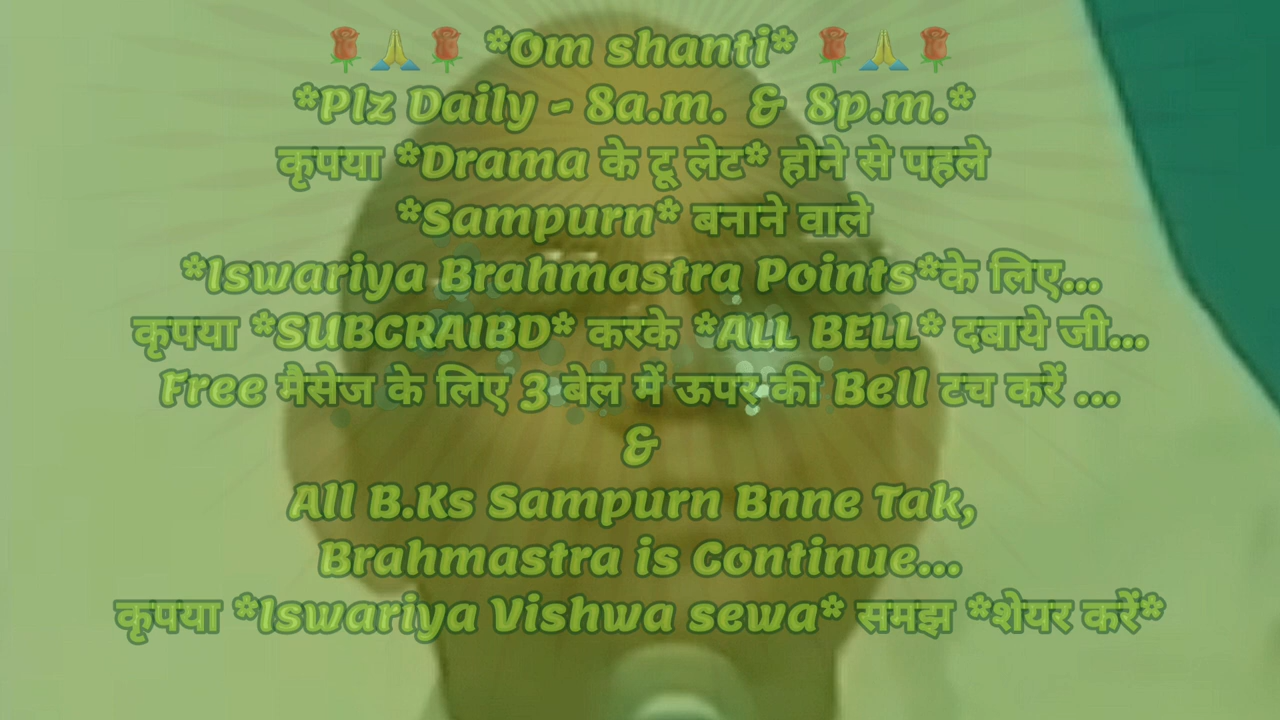 🌹🙏🌹 *Om shanti* 🌹🙏🌹
*Plz Daily - 8a.m. & 8p.m.*
कृपया *Drama के टू लेट* होने से पहले
*Sampurn* बनाने वाले
*Iswariya Brahmastra Points*के लिए...
कृपया *SUBCRAIBD* करके *ALL BELL* दबाये जी...
Free मैसेज के लिए 3 बेल में ऊपर की Bell टच करें ...
&
All B.Ks Sampurn Bnne Tak,
Brahmastra is Continue...
कृपया *Iswariya Vishwa sewa* समझ *शेयर करें*